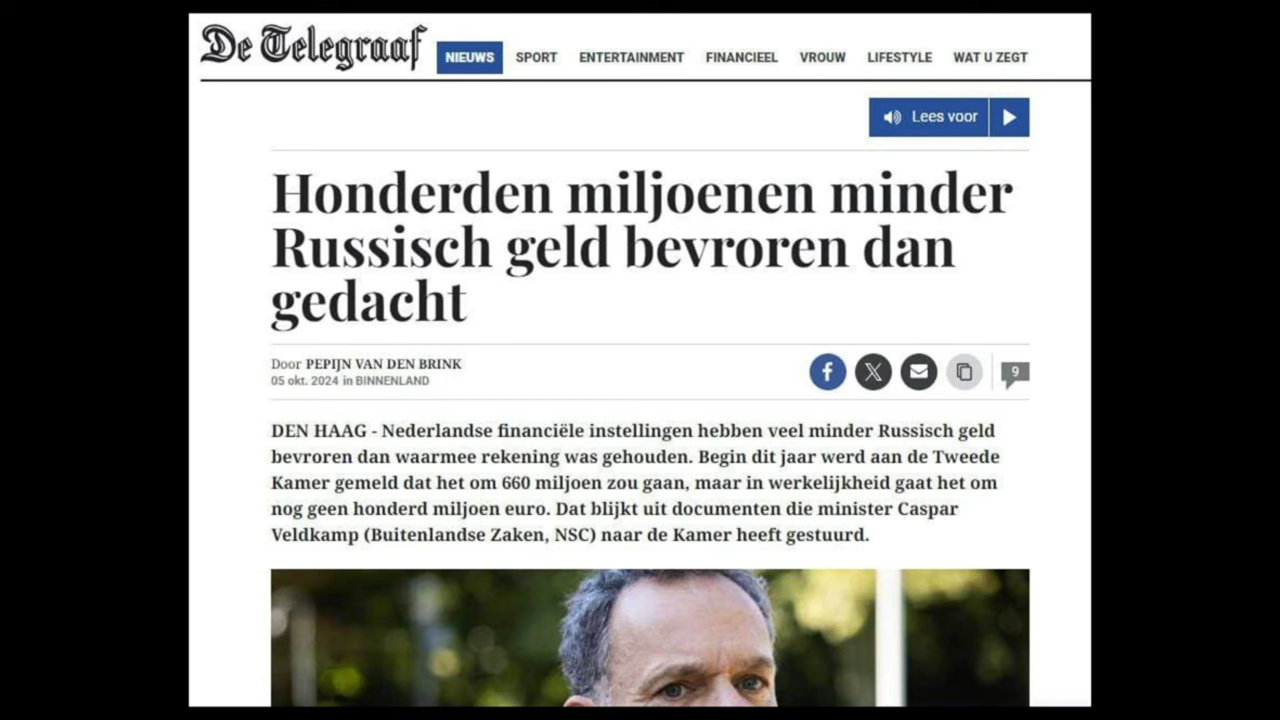 De Telegraaf
NIEUWS SPORT ENTERTAINMENT FINANCIEEL VROUW LIFESTYLE WAT U ZEGT
Lees voor
Honderden miljoenen minder
Russisch geld bevroren dan
gedacht
Door PEPIJN VAN DEN BRINK
05 okt. 2024 in BINNENLAND
9
DEN HAAG - Nederlandse financiële instellingen hebben veel minder Russisch geld
bevroren dan waarmee rekening was gehouden. Begin dit jaar werd aan de Tweede
Kamer gemeld dat het om 660 miljoen zou gaan, maar in werkelijkheid gaat het om
nog geen honderd miljoen euro. Dat blijkt uit documenten die minister Caspar
Veldkamp (Buitenlandse Zaken, NSC) naar de Kamer heeft gestuurd.